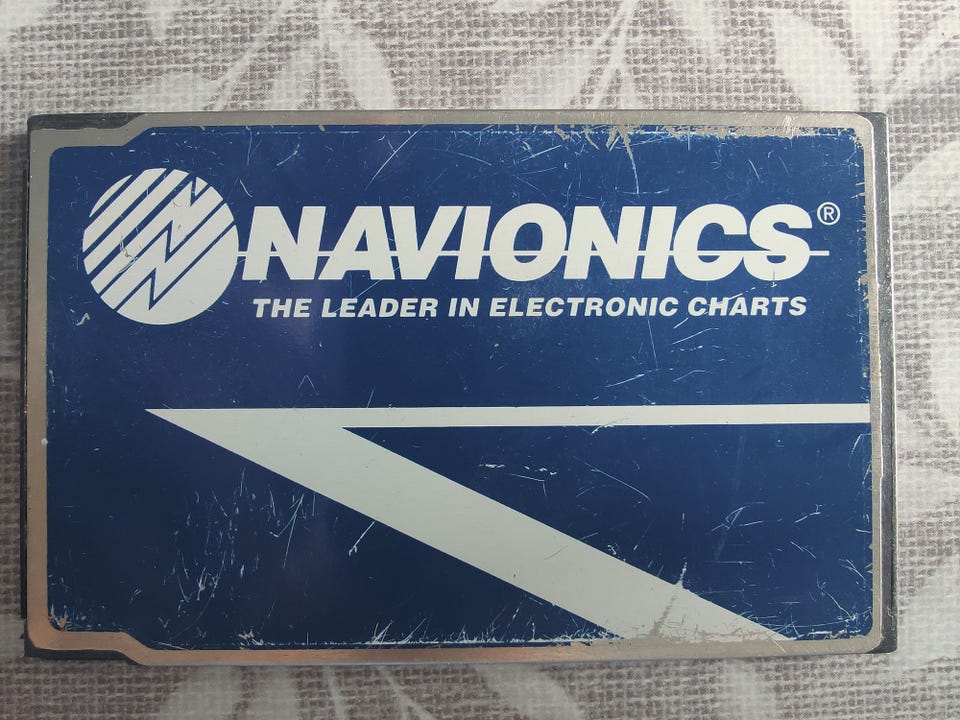 NAVIONICS®
THE LEADER IN ELECTRONIC CHARTS